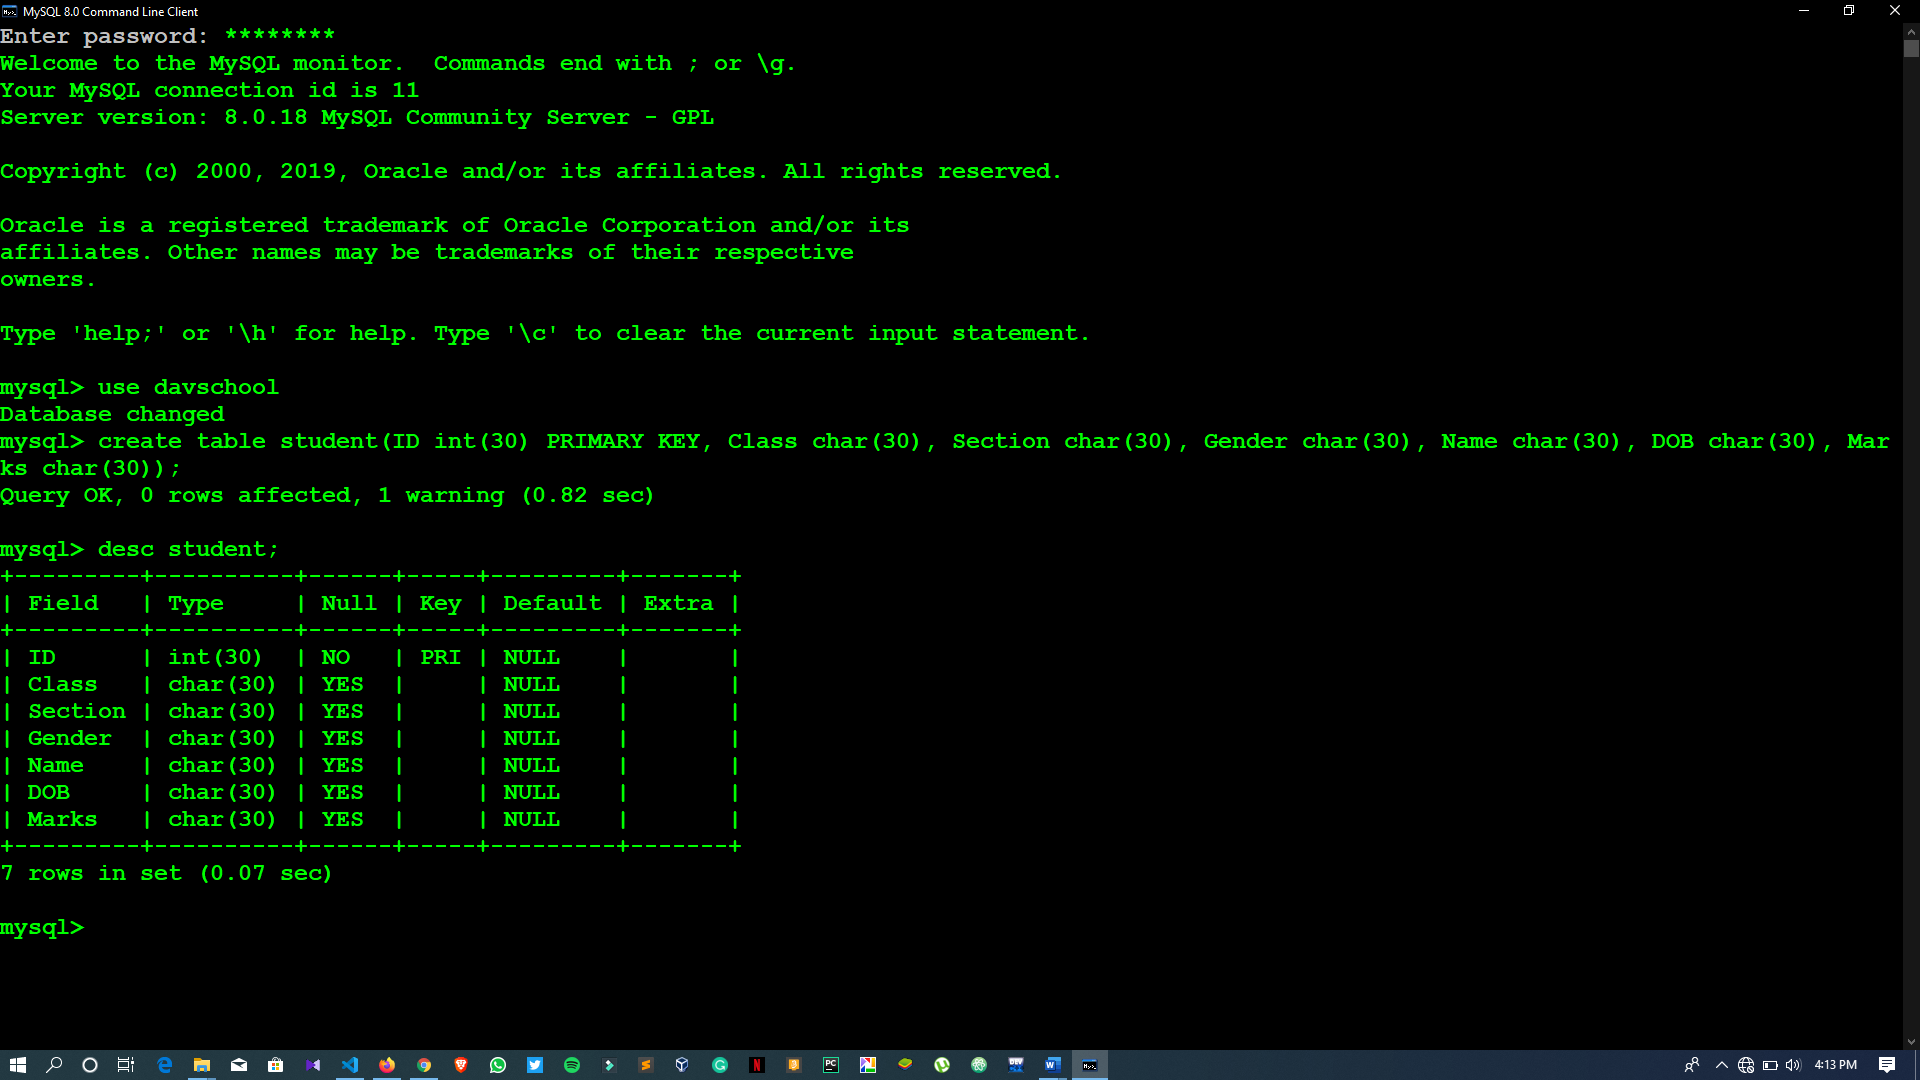 MySQL 8.0 Command Line Client
Enter password: ********
Welcome to the MySQL monitor.  Commands end with ; or \g.
Your MySQL connection id is 11
Server version: 8.0.18 MySQL Community Server - GPL
Copyright (c) 2000, 2019, Oracle and/or its affiliates. All rights reserved.
Oracle is a registered trademark of Oracle Corporation and/or its
affiliates. Other names may be trademarks of their respective
owners.
Type 'help;' or '\h' for help. Type '\c' to clear the current input statement.
mysql> use davschool
Database changed
mysql> create table student(ID int(30) PRIMARY KEY, Class char(30), Section char(30), Gender char(30), Name char(30), DOB char(30), Mar
ks char(30));
Query OK, 0 rows affected, 1 warning (0.82 sec)
mysql> desc student;
+---------+----------+------+-----+---------+-------+
| Field   | Type     | Null | Key | Default | Extra |
+---------+----------+------+-----+---------+-------+
| ID      | int(30)  | NO   | PRI | NULL    |       |
| Class   | char(30) | YES  |     | NULL    |       |
| Section | char(30) | YES  |     | NULL    |       |
| Gender  | char(30) | YES  |     | NULL    |       |
| Name    | char(30) | YES  |     | NULL    |       |
| DOB     | char(30) | YES  |     | NULL    |       |
| Marks   | char(30) | YES  |     | NULL    |       |
+---------+----------+------+-----+---------+-------+
7 rows in set (0.07 sec)
mysql>
4:13 PM